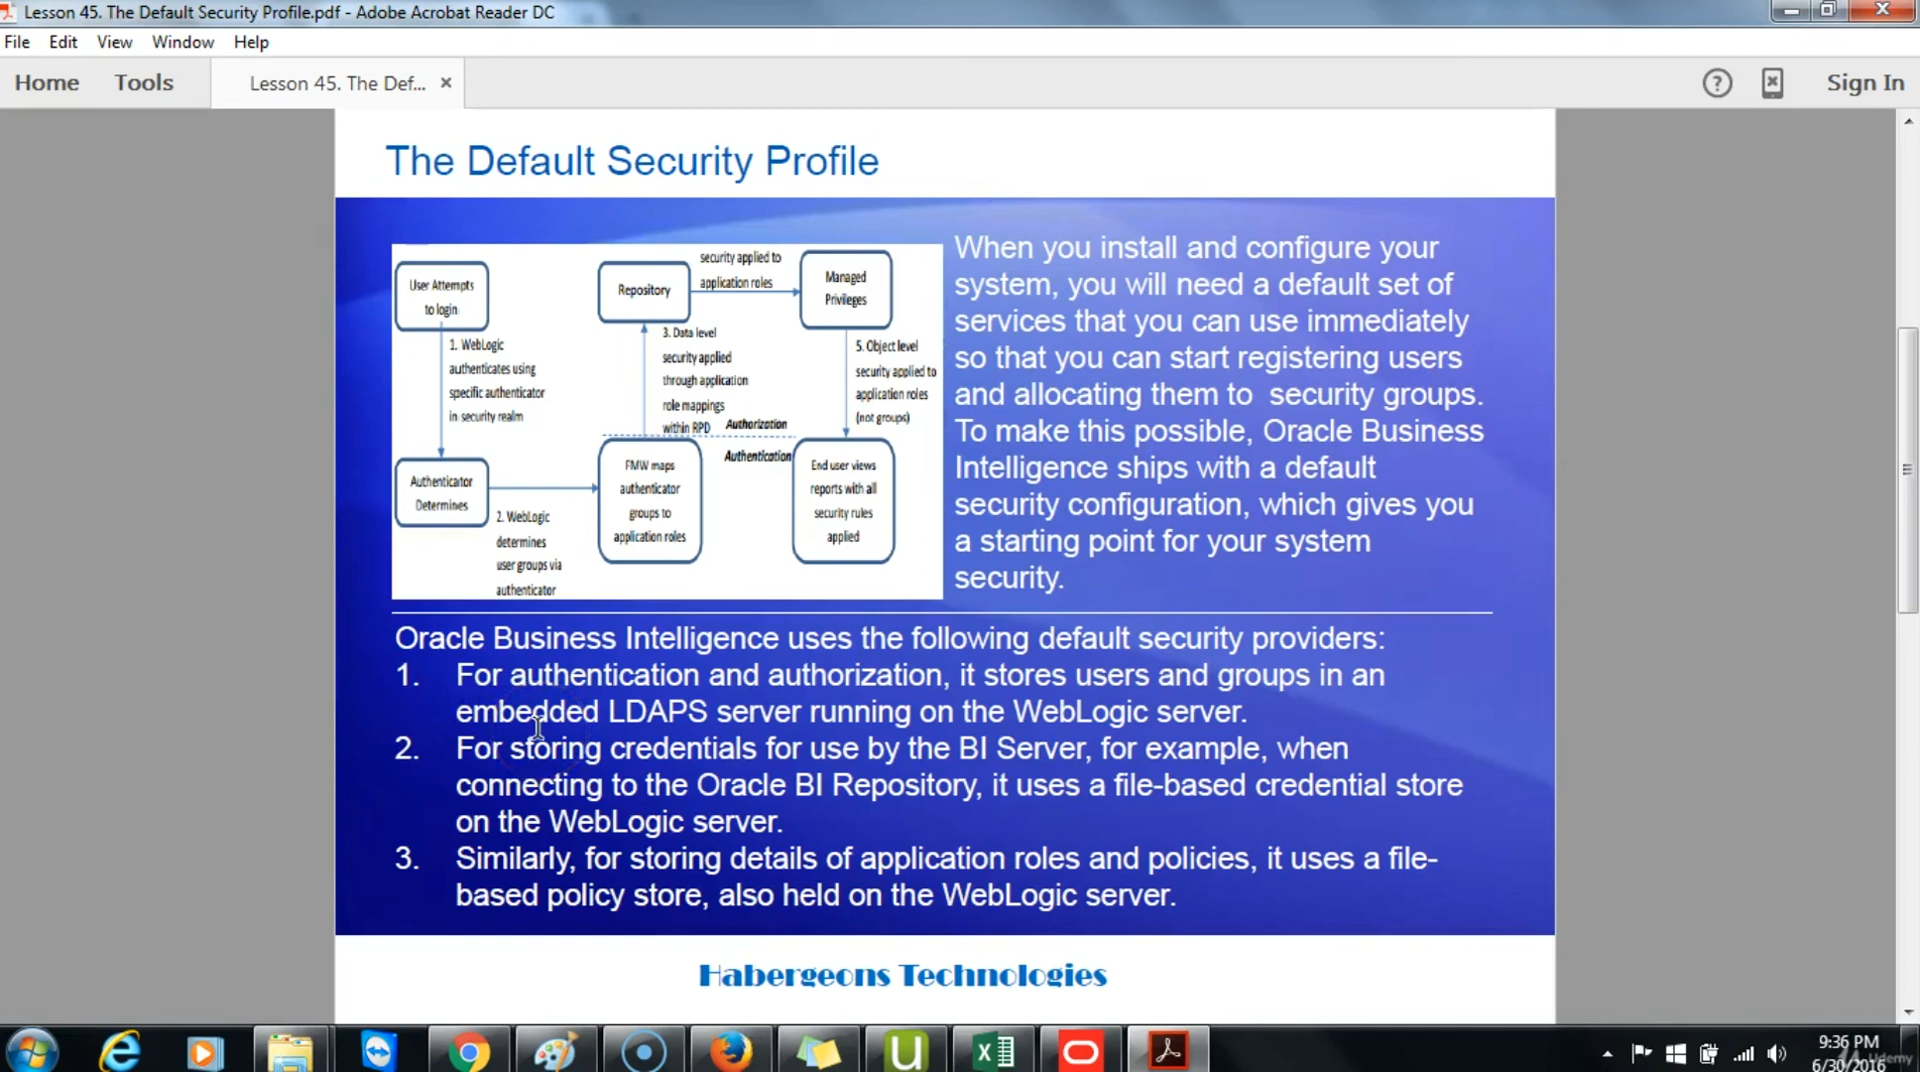 Lesson 45. The Default Security Profile.pdf - Adobe Acrobat Reader DC
File Edit View Window Help
Home Tools Lesson 45. The Def... × Sign In
The Default Security Profile
User Attempts
to login
1. WebLogic
authenticates using
specific authenticator
in security realm
Authenticator
Determines
2. WebLogic
determines
user groups via
authenticator
FMW maps
authenticator
groups to
application roles
3. Data level
security applied
through application
role mappings
within RPD
Authorization
Authentication
Repository
security applied to
application roles
Managed
Privileges
5. Object level
security applied to
application roles
(not groups)
End user views
reports with all
security rules
applied
When you install and configure your
system, you will need a default set of
services that you can use immediately
so that you can start registering users
and allocating them to security groups.
To make this possible, Oracle Business
Intelligence ships with a default
security configuration, which gives you
a starting point for your system
security.
Oracle Business Intelligence uses the following default security providers:
1. For authentication and authorization, it stores users and groups in an
embedded LDAPS server running on the WebLogic server.
2. For storing credentials for use by the BI Server, for example, when
connecting to the Oracle BI Repository, it uses a file-based credential store
on the WebLogic server.
3. Similarly, for storing details of application roles and policies, it uses a file-
based policy store, also held on the WebLogic server.
Habergeons Technologies
9:36 PM
6/30/2016
Udemy